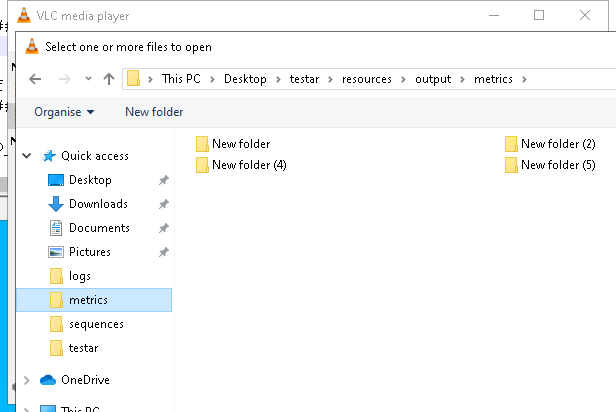 VLC media player
Select one or more files to open
This PC > Desktop > testar > resources > output > metrics >
Organise New folder
New folder New folder (2)
New folder (4) New folder (5)
Quick access
Desktop
Downloads
Documents
Pictures
logs
metrics
sequences
testar
OneDrive
This PC